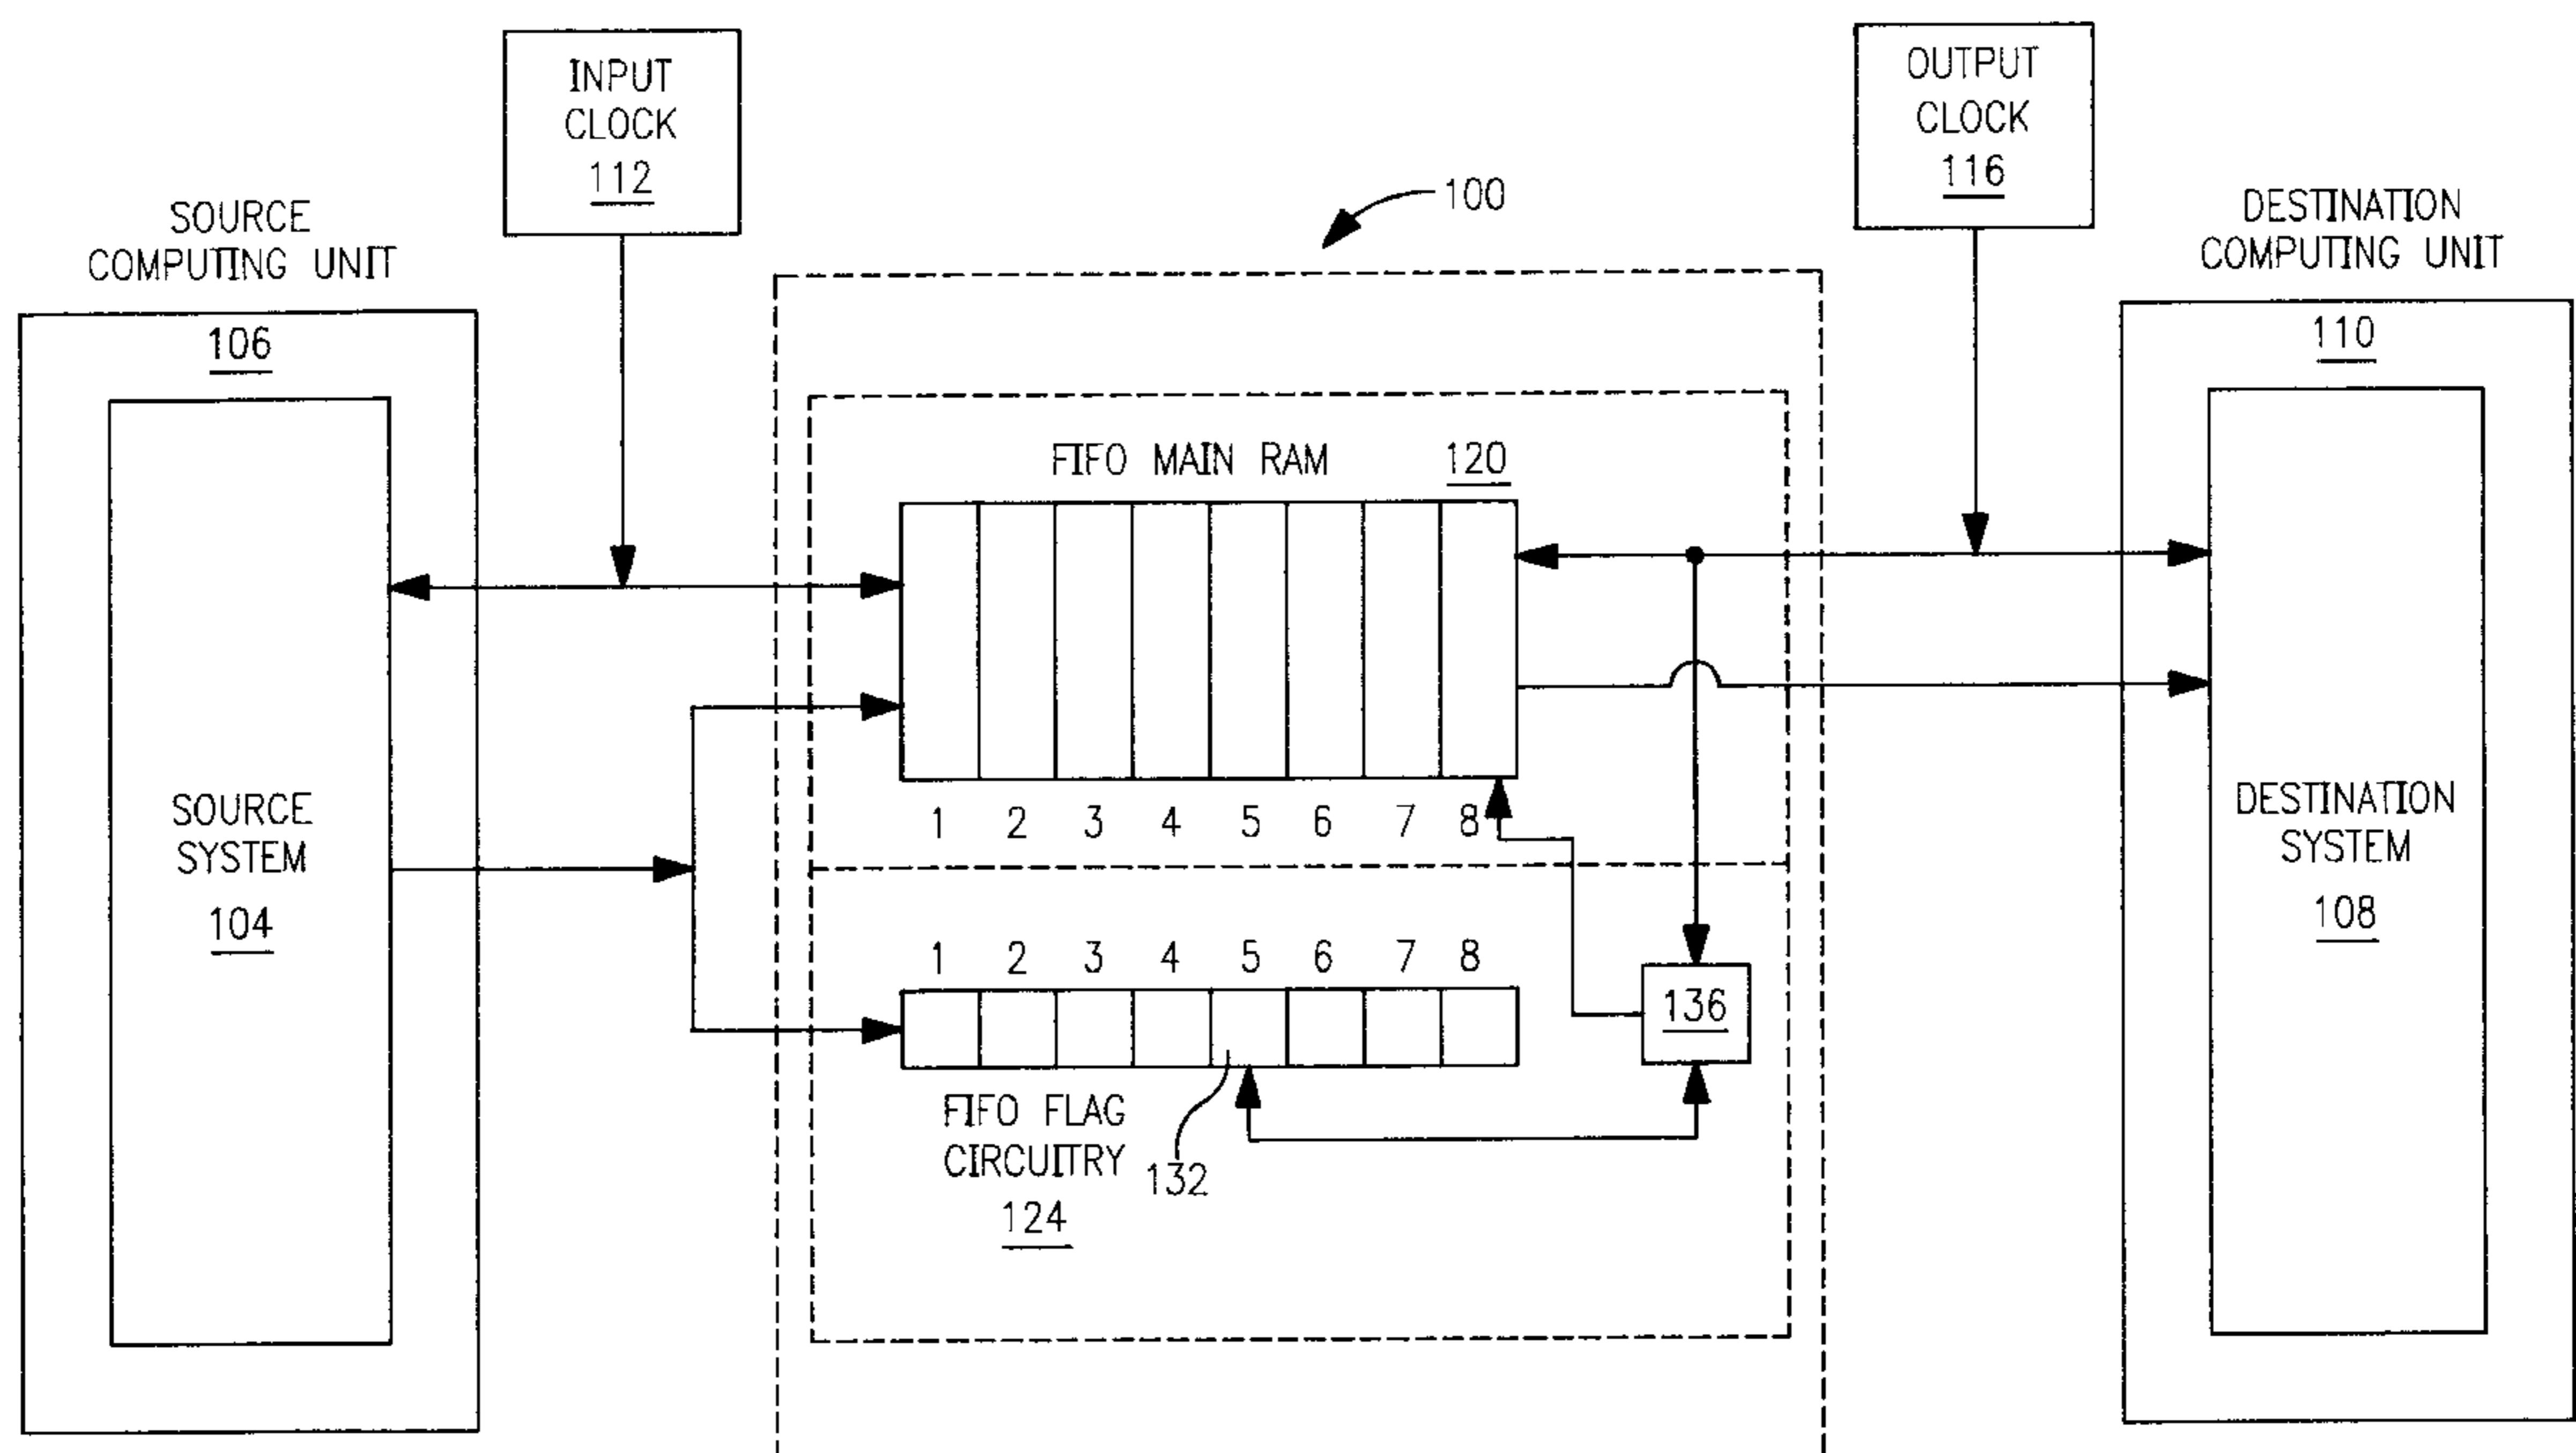 INPUT
CLOCK
112
OUTPUT
CLOCK
116
100
SOURCE
COMPUTING UNIT
106
DESTINATION
COMPUTING UNIT
110
FIFO MAIN RAM 120
1 2 3 4 5 6 7 8
SOURCE
SYSTEM
104
DESTINATION
SYSTEM
108
1 2 3 4 5 6 7 8
136
FIFO FLAG
CIRCUITRY
124
132